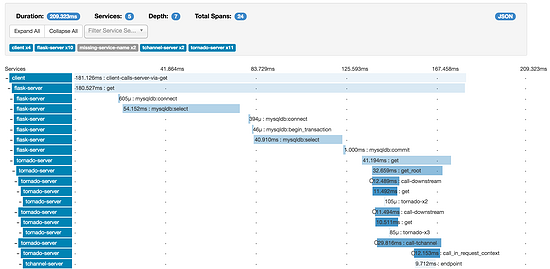 Duration: 209.323ms Services: 5 Depth: 7 Total Spans: 24 JSON
Expand All Collapse All Filter Service Se...
client x4 flask-server x10 missing-service-name x2 tchannel-server x2 tornado-server x11
Services 41.864ms 83.729ms 125.593ms 167.458ms 209.323ms
client 181.126ms : client-calls-server-via-get
flask-server 180.527ms : get
flask-server 605µ : mysqldb:connect
flask-server 54.152ms : mysqldb:select
flask-server 394µ : mysqldb:connect
flask-server 46µ : mysqldb:begin_transaction
flask-server 40.910ms : mysqldb:select
flask-server 1.000ms : mysqldb:commit
tornado-server 41.194ms : get
tornado-server 32.659ms : get_root
tornado-server 12.489ms : call-downstream
tornado-server 11.492ms : get
tornado-server 105µ : tornado-x2
tornado-server 11.494ms : call-downstream
tornado-server 10.511ms : get
tornado-server 85µ : tornado-x3
tornado-server 29.816ms : call-tchannel
tornado-server 12.153ms : call_in_request_context
tchannel-server 9.712ms : endpoint